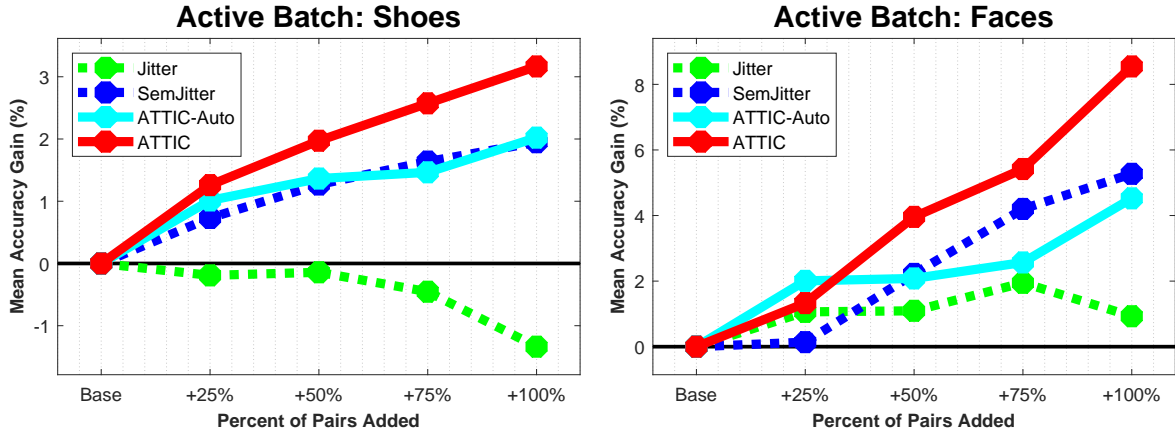 Active Batch: Shoes
Mean Accuracy Gain (%)
3
2
1
0
-1
Jitter
SemJitter
ATTIC-Auto
ATTIC
Base +25% +50% +75% +100%
Percent of Pairs Added
Active Batch: Faces
Mean Accuracy Gain (%)
8
6
4
2
0
Jitter
SemJitter
ATTIC-Auto
ATTIC
Base +25% +50% +75% +100%
Percent of Pairs Added